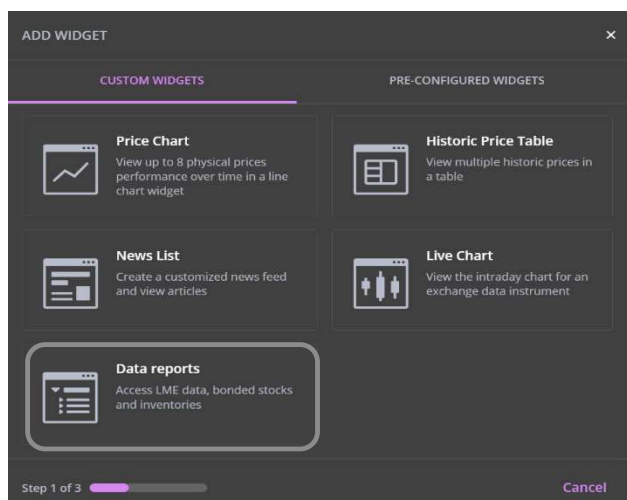 ADD WIDGET
×
CUSTOM WIDGETS
PRE-CONFIGURED WIDGETS
Price Chart
View up to 8 physical prices
performance over time in a line
chart widget
Historic Price Table
View multiple historic prices in
a table
News List
Create a customized news feed
and view articles
Live Chart
View the intraday chart for an
exchange data instrument
Data reports
Access LME data, bonded stocks
and inventories
Step 1 of 3
Cancel